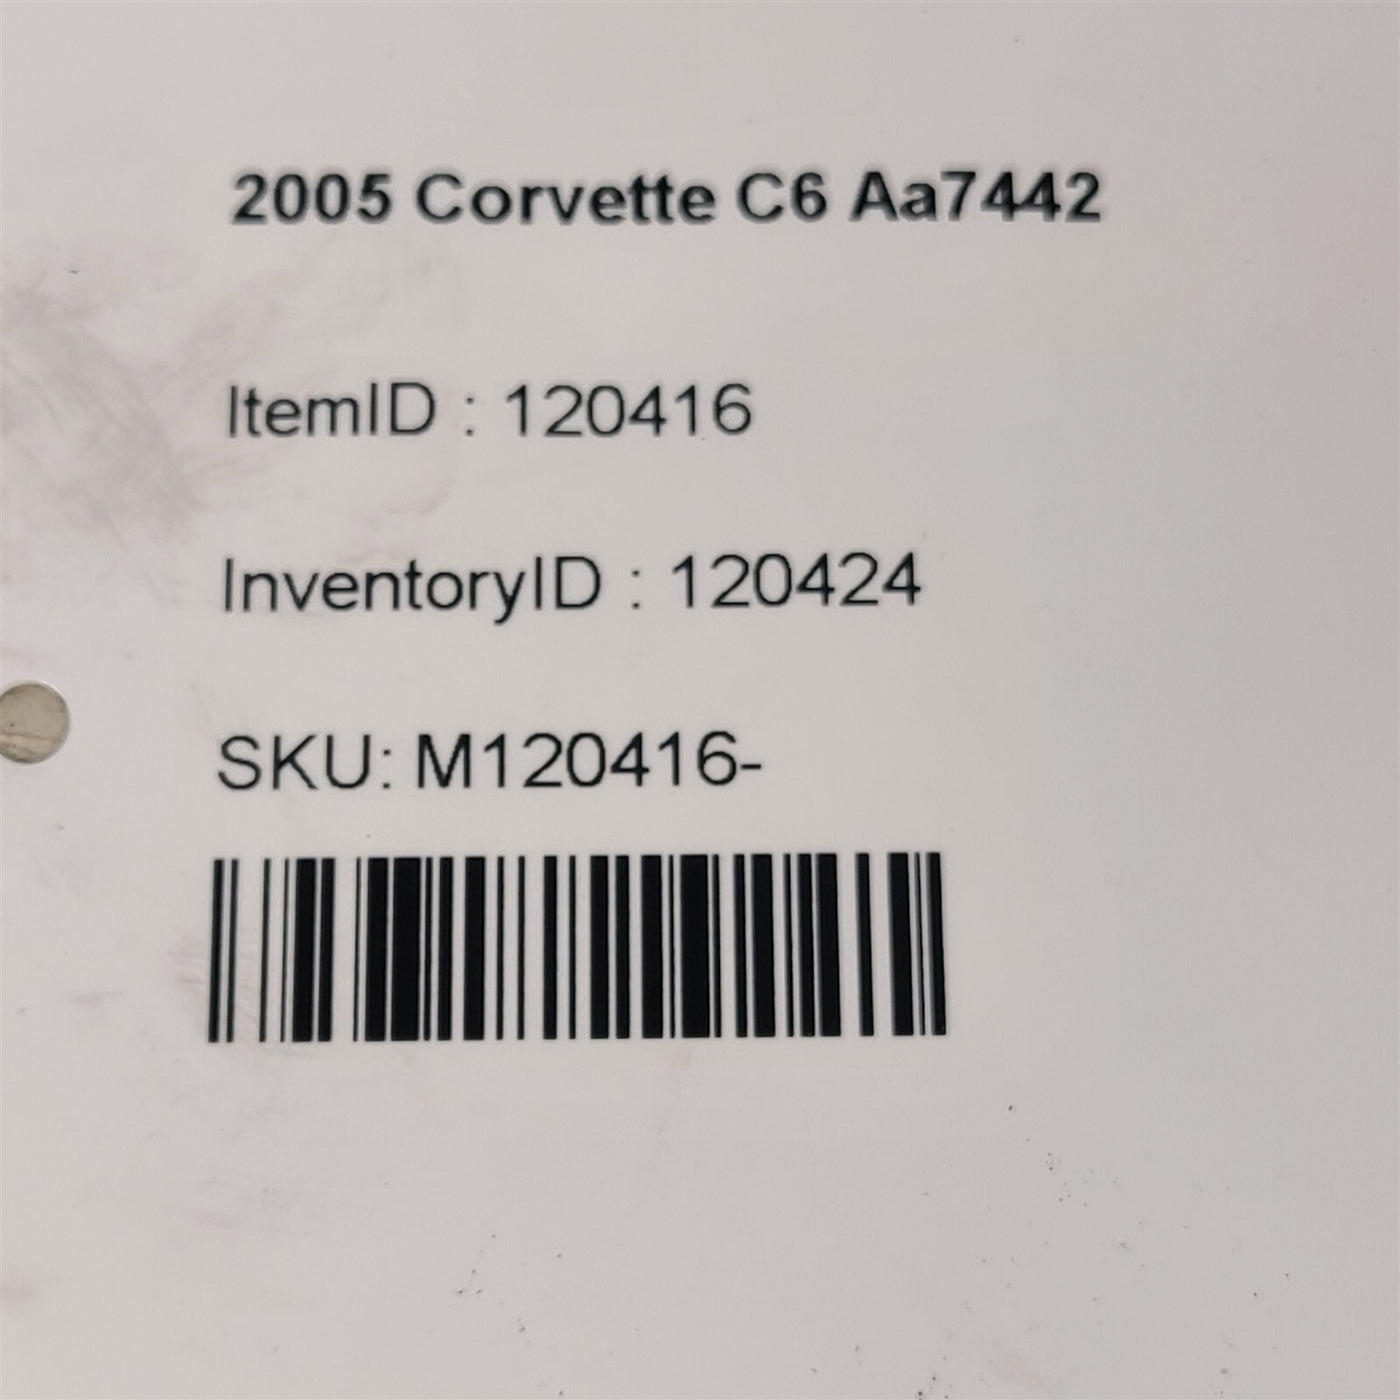 2005 Corvette C6 Aa7442
ItemID : 120416
InventoryID : 120424
SKU: M120416-